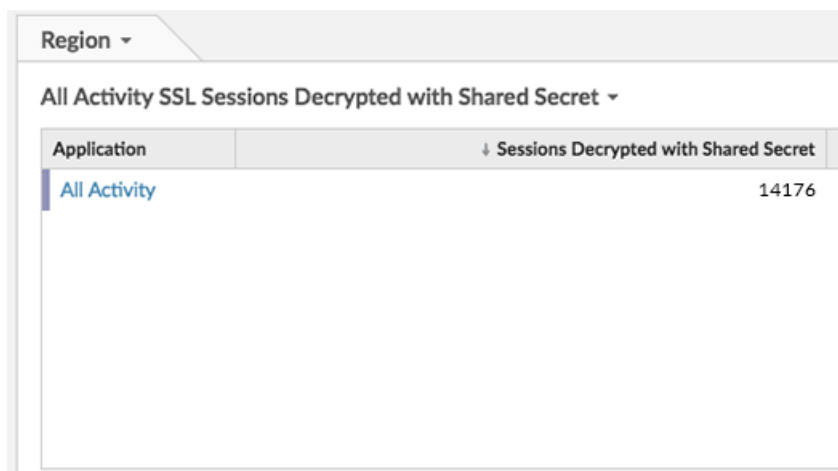 Region
All Activity SSL Sessions Decrypted with Shared Secret
Application ↓ Sessions Decrypted with Shared Secret
All Activity 14176